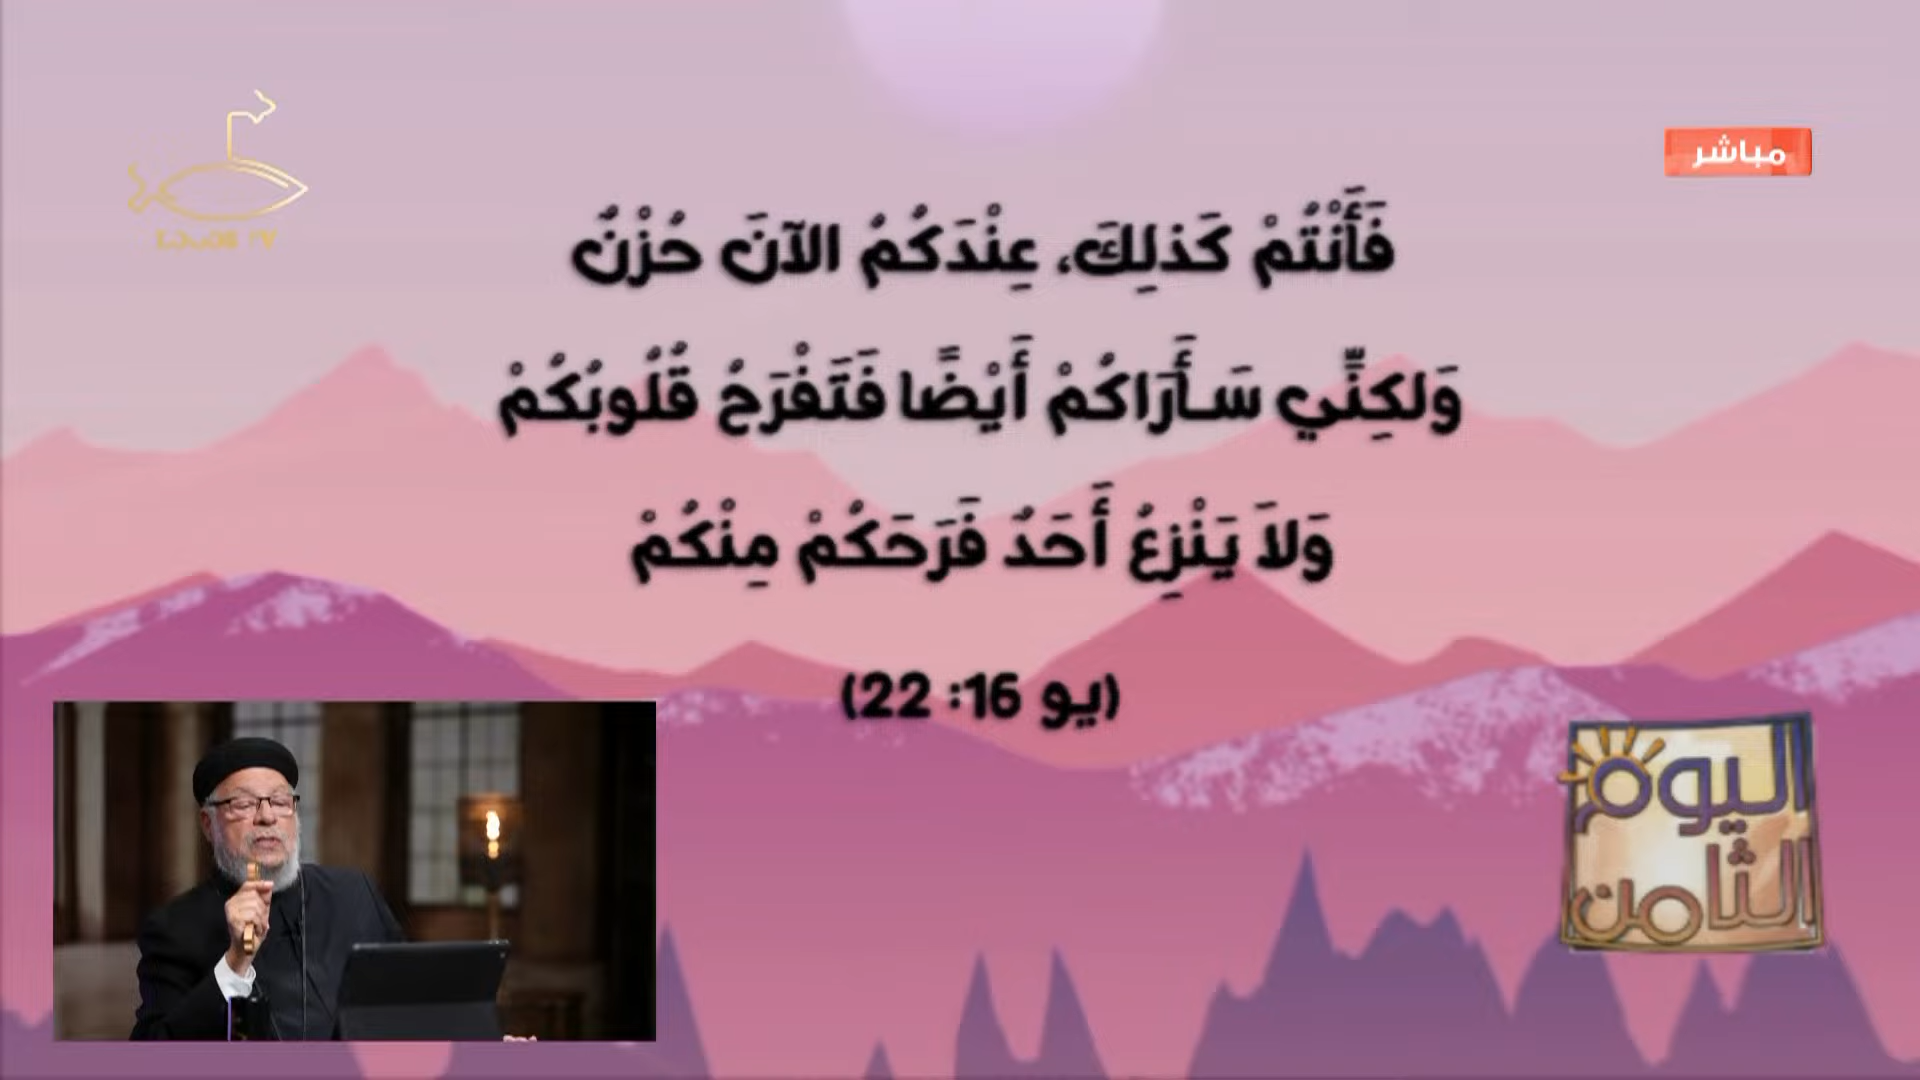 مباشر
فَأَنْتُمْ كَذلِكَ، عِنْدَكُمُ الآنَ حُزْنٌ
وَلكِنِّي سَأَرَاكُمْ أَيْضًا فَتَفْرَحُ قُلُوبُكُمْ
وَلاَ يَنْزِعُ أَحَدٌ فَرَحَكُمْ مِنْكُمْ
(يو 16: 22)
اليوم
الثامن